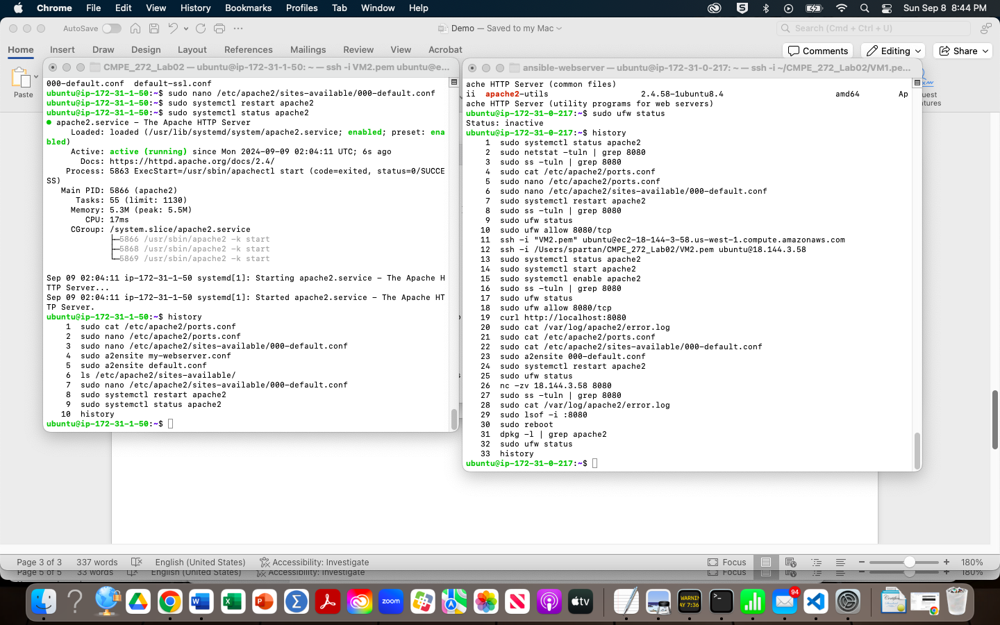 Chrome File Edit View History Bookmarks Profiles Tab Window Help Sun Sep 8 8:44 PM
AutoSave Demo — Saved to my Mac Search (Cmd + Ctrl + U)
Home Insert Draw Design Layout References Mailings Review View Acrobat Comments Editing Share
Paste
CMPE_272_Lab02 — ubuntu@ip-172-31-1-50: ~ — ssh -i VM2.pem ubuntu@e...
000-default.conf  default-ssl.conf
ubuntu@ip-172-31-1-50:~$ sudo nano /etc/apache2/sites-available/000-default.conf
ubuntu@ip-172-31-1-50:~$ sudo systemctl restart apache2
ubuntu@ip-172-31-1-50:~$ sudo systemctl status apache2
● apache2.service - The Apache HTTP Server
Loaded: loaded (/usr/lib/systemd/system/apache2.service; enabled; preset: ena
bled)
Active: active (running) since Mon 2024-09-09 02:04:11 UTC; 6s ago
Docs: https://httpd.apache.org/docs/2.4/
Process: 5863 ExecStart=/usr/sbin/apachectl start (code=exited, status=0/SUCCE
SS)
Main PID: 5866 (apache2)
Tasks: 55 (limit: 1130)
Memory: 5.3M (peak: 5.5M)
CPU: 17ms
CGroup: /system.slice/apache2.service
├─5866 /usr/sbin/apache2 -k start
├─5868 /usr/sbin/apache2 -k start
└─5869 /usr/sbin/apache2 -k start
Sep 09 02:04:11 ip-172-31-1-50 systemd[1]: Starting apache2.service - The Apache H
TTP Server...
Sep 09 02:04:11 ip-172-31-1-50 systemd[1]: Started apache2.service - The Apache HT
TP Server.
ubuntu@ip-172-31-1-50:~$ history
1  sudo cat /etc/apache2/ports.conf
2  sudo nano /etc/apache2/ports.conf
3  sudo nano /etc/apache2/sites-available/000-default.conf
4  sudo a2ensite my-webserver.conf
5  sudo a2ensite default.conf
6  ls /etc/apache2/sites-available/
7  sudo nano /etc/apache2/sites-available/000-default.conf
8  sudo systemctl restart apache2
9  sudo systemctl status apache2
10  history
ubuntu@ip-172-31-1-50:~$
ansible-webserver — ubuntu@ip-172-31-0-217: ~ — ssh -i ~/CMPE_272_Lab02/VM1.pe...
ache HTTP Server (common files)
ii  apache2-utils  2.4.58-1ubuntu8.4  amd64  Ap
ache HTTP Server (utility programs for web servers)
ubuntu@ip-172-31-0-217:~$ sudo ufw status
Status: inactive
ubuntu@ip-172-31-0-217:~$ history
1  sudo systemctl status apache2
2  sudo netstat -tuln | grep 8080
3  sudo ss -tuln | grep 8080
4  sudo cat /etc/apache2/ports.conf
5  sudo nano /etc/apache2/ports.conf
6  sudo nano /etc/apache2/sites-available/000-default.conf
7  sudo systemctl restart apache2
8  sudo ss -tuln | grep 8080
9  sudo ufw status
10  sudo ufw allow 8080/tcp
11  ssh -i "VM2.pem" ubuntu@ec2-18-144-3-58.us-west-1.compute.amazonaws.com
12  ssh -i /Users/spartan/CMPE_272_Lab02/VM2.pem ubuntu@18.144.3.58
13  sudo systemctl status apache2
14  sudo systemctl start apache2
15  sudo systemctl enable apache2
16  sudo ss -tuln | grep 8080
17  sudo ufw status
18  sudo ufw allow 8080/tcp
19  curl http://localhost:8080
20  sudo cat /var/log/apache2/error.log
21  sudo cat /etc/apache2/ports.conf
22  sudo cat /etc/apache2/sites-available/000-default.conf
23  sudo a2ensite 000-default.conf
24  sudo systemctl restart apache2
25  sudo ufw status
26  nc -zv 18.144.3.58 8080
27  sudo ss -tuln | grep 8080
28  sudo cat /var/log/apache2/error.log
29  sudo lsof -i :8080
30  sudo reboot
31  dpkg -l | grep apache2
32  sudo ufw status
33  history
ubuntu@ip-172-31-0-217:~$
uest
atures
Page 3 of 3 337 words English (United States) Accessibility: Investigate Focus 180%
Page 5 of 5 33 words English (United States) Accessibility: Investigate Focus 180%
zoom tv 94
WARNIN
AY 7:36